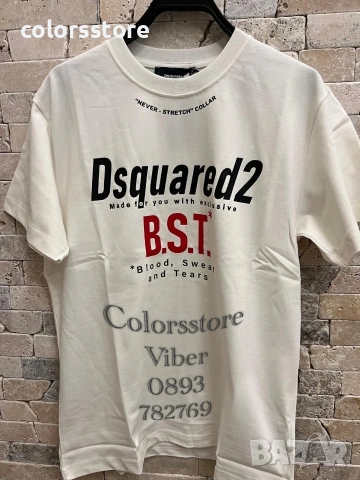 colorsstore
"NEVER - STRETCH" COLLAR
Dsquared2
Made for you with exclusive
B.S.T.*
*Blood, Sweat
and Tears
Colorsstore
Viber
0893
782769
BAZAR